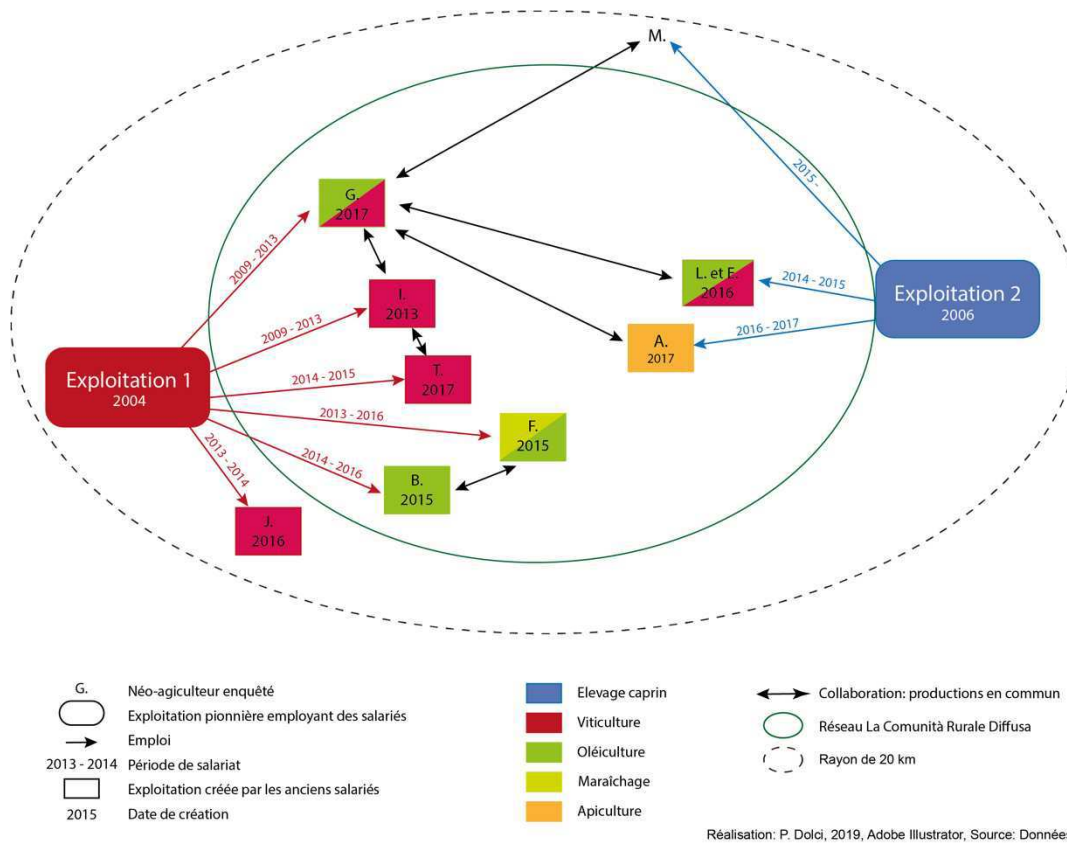 M.
2015 -
G.
2017
2009 - 2013
L. et E.
2016
2014 - 2015
Exploitation 2
2006
I.
2013
2009 - 2013
A.
2017
2016 - 2017
Exploitation 1
2004
T.
2017
2014 - 2015
2013 - 2016
F.
2015
2014 - 2016
B.
2015
2013 - 2014
J.
2016
G.
Néo-agriculteur enquêté
Exploitation pionnière employant des salariés
Emploi
2013 - 2014
Période de salariat
Exploitation créée par les anciens salariés
2015
Date de création
Elevage caprin
Viticulture
Oléiculture
Maraîchage
Apiculture
Collaboration: productions en commun
Réseau La Comunità Rurale Diffusa
Rayon de 20 km
Réalisation: P. Dolci, 2019, Adobe Illustrator, Source: Données